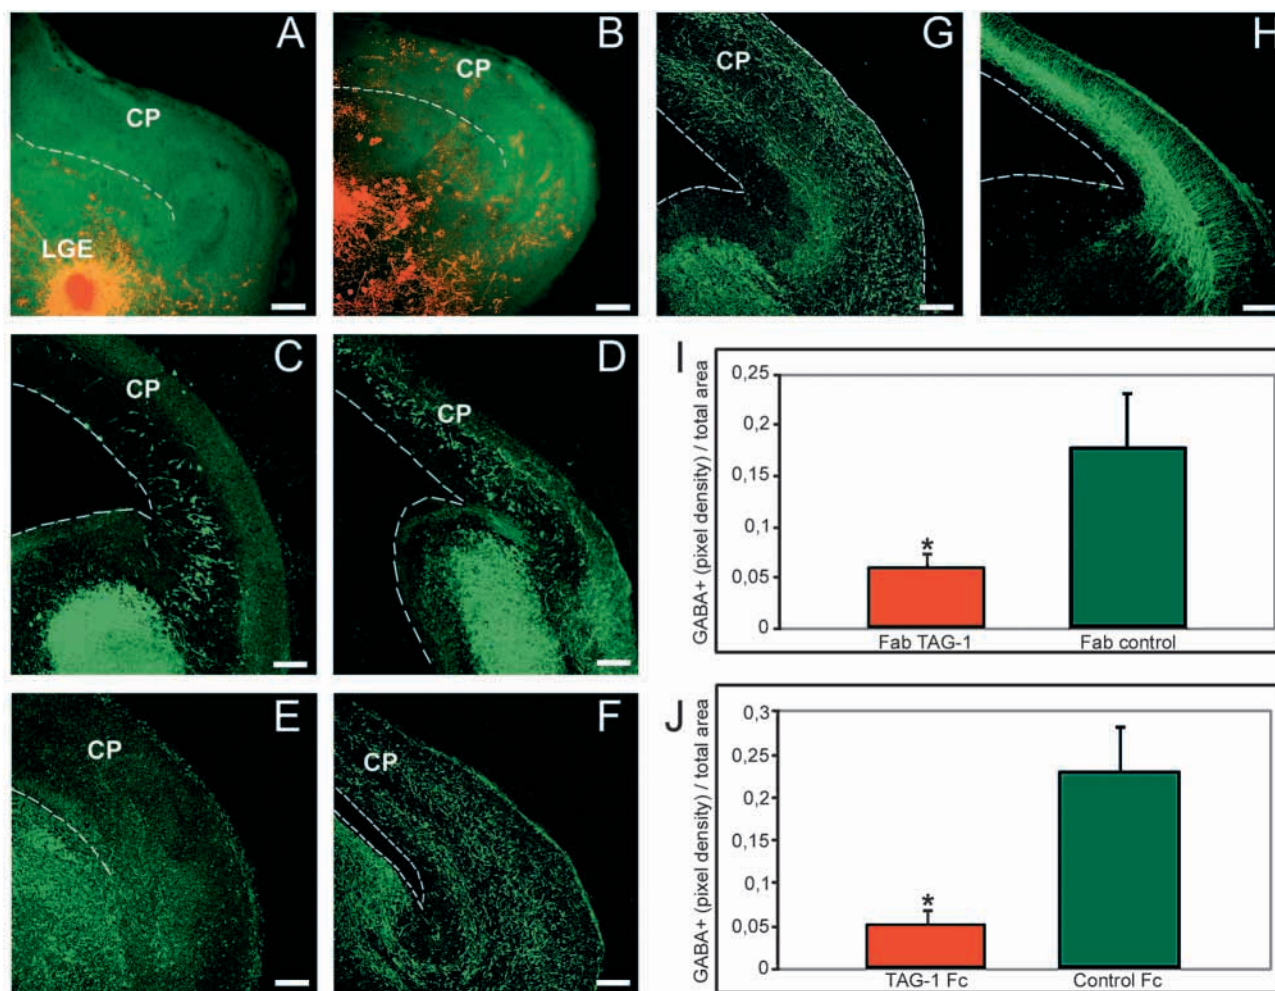 A
CP
LGE
B
CP
G
CP
H
C
CP
D
CP
E
CP
F
CP
I
GABA+ (pixel density) / total area
0,25
0,2
0,15
0,1
0,05
0
*
Fab TAG-1
Fab control
J
GABA+ (pixel density) / total area
0,3
0,25
0,2
0,15
0,1
0,05
0
*
TAG-1 Fc
Control Fc